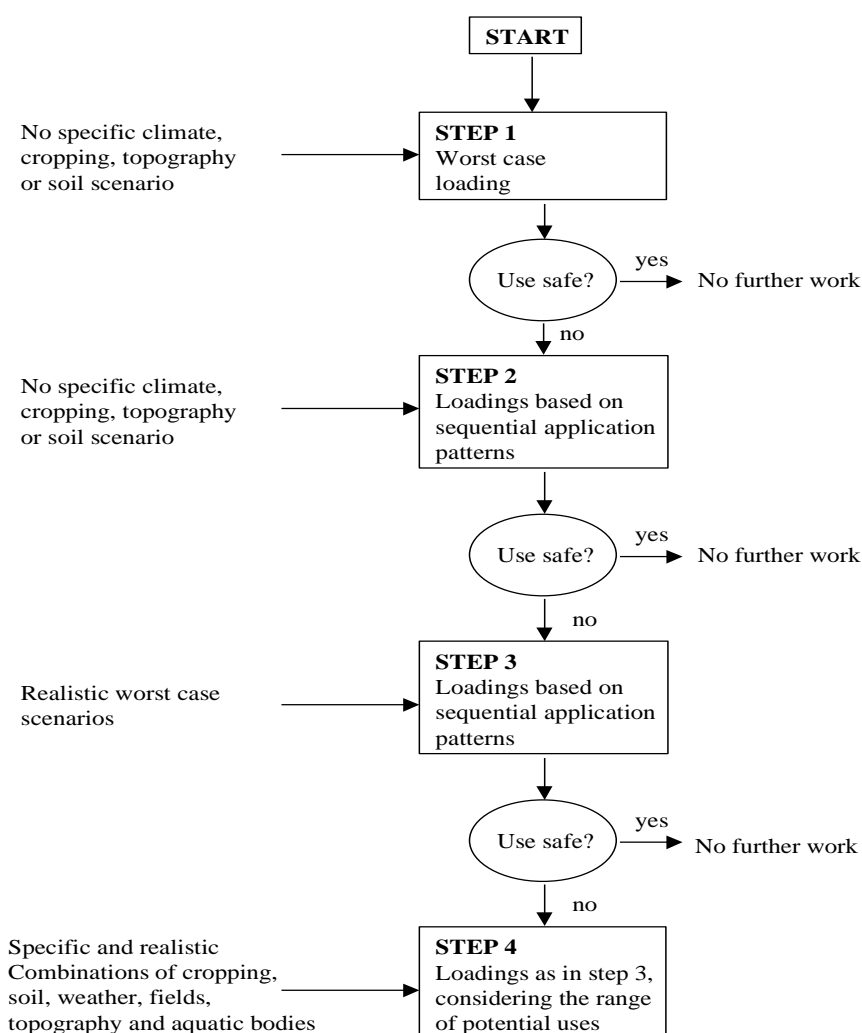 START
No specific climate,
cropping, topography
or soil scenario
STEP 1
Worst case
loading
Use safe?
yes
No further work
no
No specific climate,
cropping, topography
or soil scenario
STEP 2
Loadings based on
sequential application
patterns
Use safe?
yes
No further work
no
Realistic worst case
scenarios
STEP 3
Loadings based on
sequential application
patterns
Use safe?
yes
No further work
no
Specific and realistic
Combinations of cropping,
soil, weather, fields,
topography and aquatic bodies
STEP 4
Loadings as in step 3,
considering the range
of potential uses